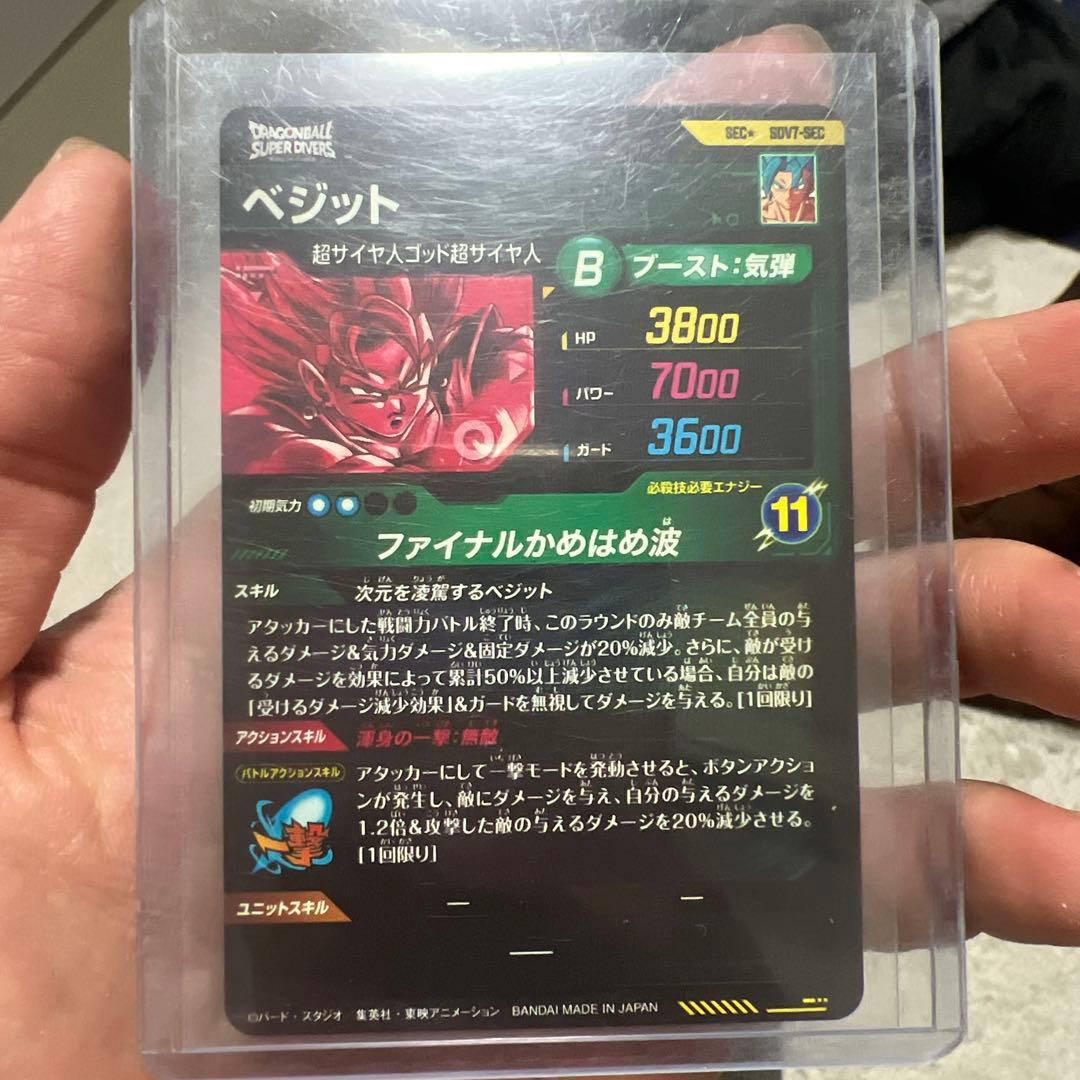 DRAGONBALL
SUPER DIVERS
SEC★ SDV7-SEC
ベジット
超サイヤ人ゴッド超サイヤ人
B ブースト:気弾
HP 3800
パワー 7000
ガード 3600
初期気力
必殺技必要エナジー
11
ファイナルかめはめ波
スキル 次元を凌駕するベジット
アタッカーにした戦闘力バトル終了時、このラウンドのみ敵チーム全員の与
えるダメージ&気力ダメージ&固定ダメージが20%減少。さらに、敵が受け
るダメージを効果によって累計50%以上減少させている場合、自分は敵の
「受けるダメージ減少効果」&ガードを無視してダメージを与える。[1回限り]
アクションスキル 渾身の一撃:無敵
バトルアクションスキル
一撃
アタッカーにして一撃モードを発動させると、ボタンアクショ
ンが発生し、敵にダメージを与え、自分の与えるダメージを
1.2倍&攻撃した敵の与えるダメージを20%減少させる。
[1回限り]
ユニットスキル ー ー
ー
©バード・スタジオ 集英社・東映アニメーション BANDAI MADE IN JAPAN